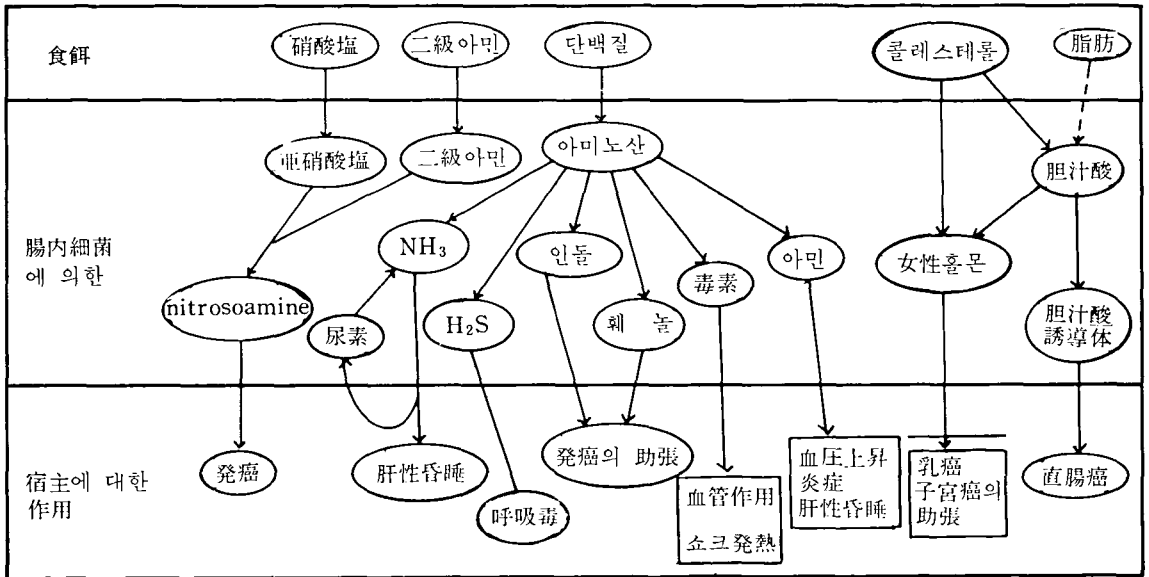 食餌
硝酸塩
二級아민
단백질
콜레스테롤
脂肪
腸内細菌
에 의한
亜硝酸塩
二級아민
아미노산
胆汁酸
NH₃
인돌
毒素
아민
女性홀몬
nitrosoamine
尿素
H₂S
훼 놀
胆汁酸
誘導体
宿主에 대한
作用
発癌
肝性昏睡
呼吸毒
発癌의 助張
血管作用
쇼크発熱
血圧上昇
炎症
肝性昏睡
乳癌
子宮癌의
助張
直腸癌